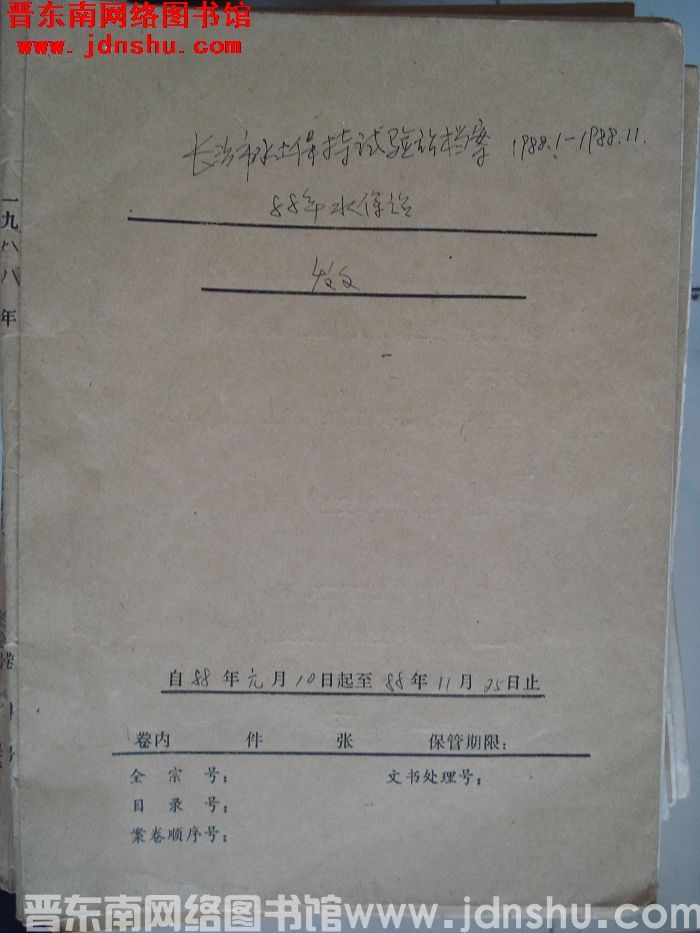 晋东南网络图书馆
www.jdnshu.com
一九八八年
长治市水土保持试验站档案 1988.1-1988.11.
88年水保站
发文
自88年元月10日起至88年11月25日止
卷内 件 张 保管期限:
全宗号: 文书处理号:
目录号:
案卷顺序号:
晋东南网络图书馆www.jdnshu.com